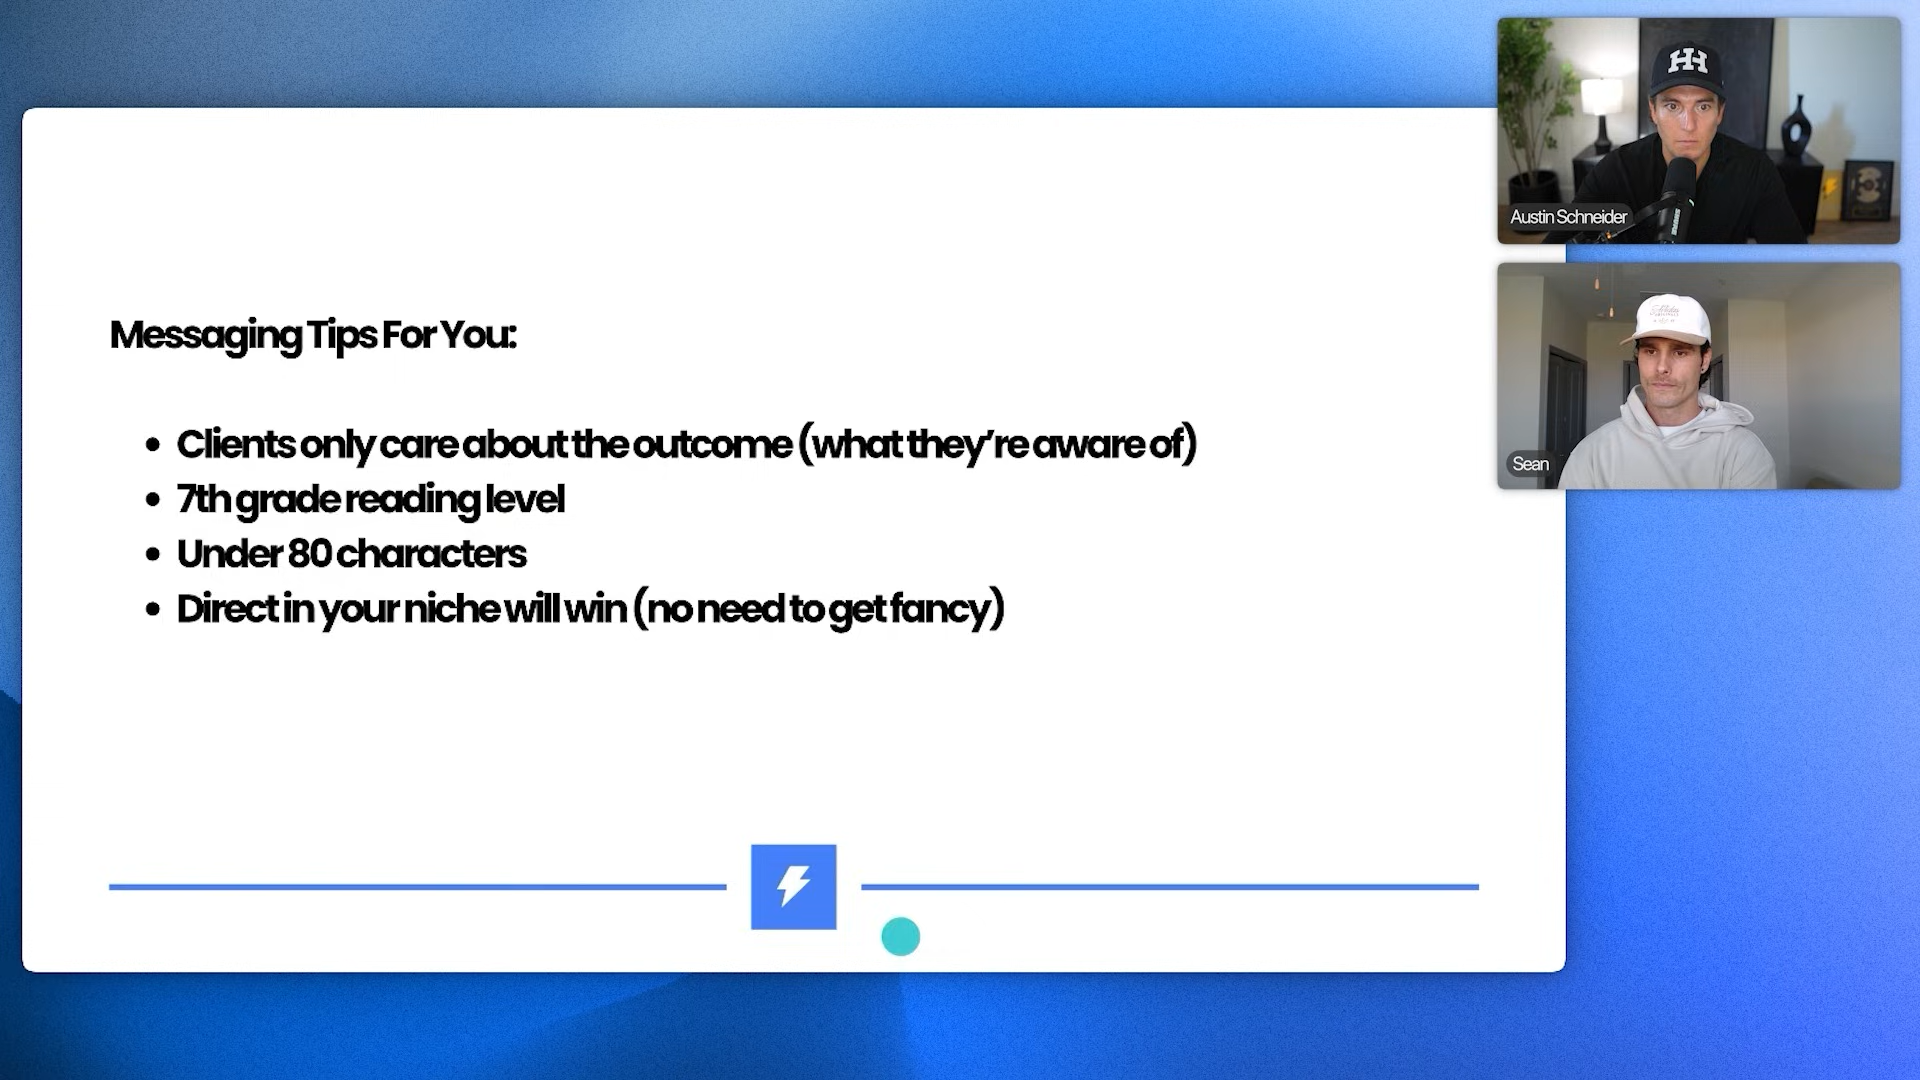 Messaging Tips For You:
• Clients only care about the outcome (what they're aware of)
• 7th grade reading level
• Under 80 characters
• Direct in your niche will win (no need to get fancy)
Austin Schneider
Sean